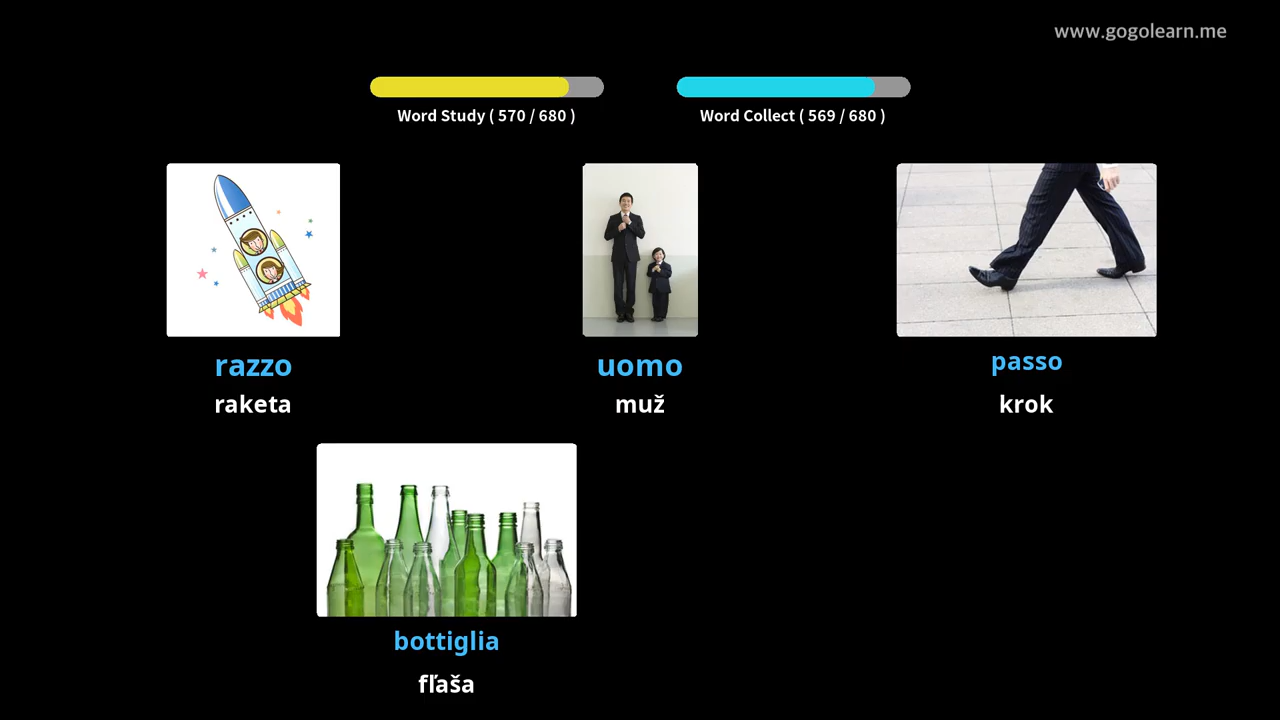 www.gogolearn.me
Word Study ( 570 / 680 )
Word Collect ( 569 / 680 )
razzo
uomo
passo
raketa
muž
krok
bottiglia
fľaša